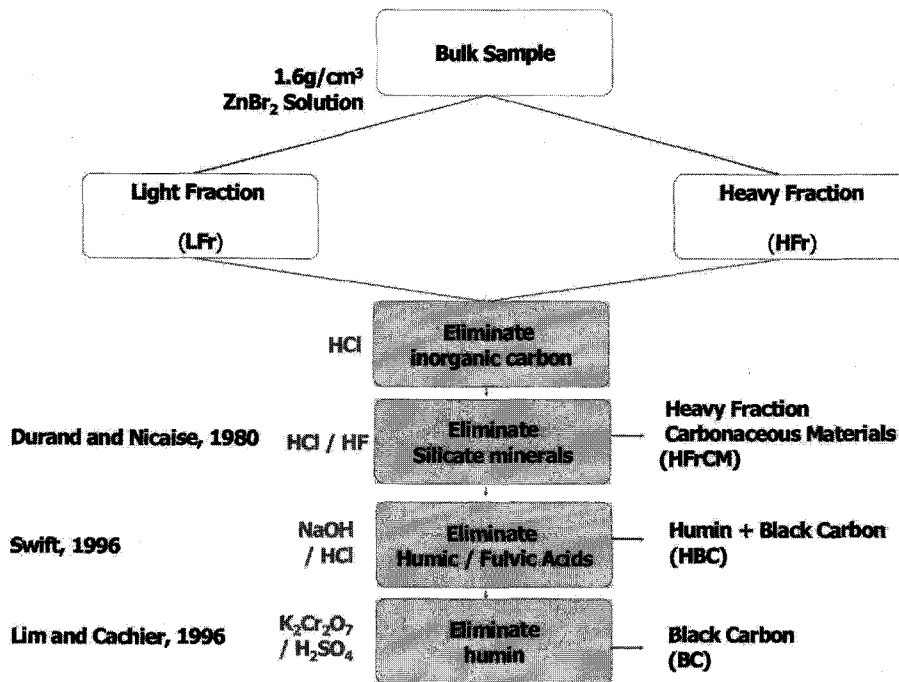 Bulk Sample
1.6g/cm³
ZnBr₂ Solution
Light Fraction
(LFr)
Heavy Fraction
(HFr)
HCl
Eliminate
inorganic carbon
Durand and Nicaise, 1980
HCl / HF
Eliminate
Silicate minerals
Heavy Fraction
Carbonaceous Materials
(HFrCM)
Swift, 1996
NaOH
/ HCl
Eliminate
Humic / Fulvic Acids
Humin + Black Carbon
(HBC)
Lim and Cachier, 1996
K₂Cr₂O₇
/ H₂SO₄
Eliminate
humin
Black Carbon
(BC)